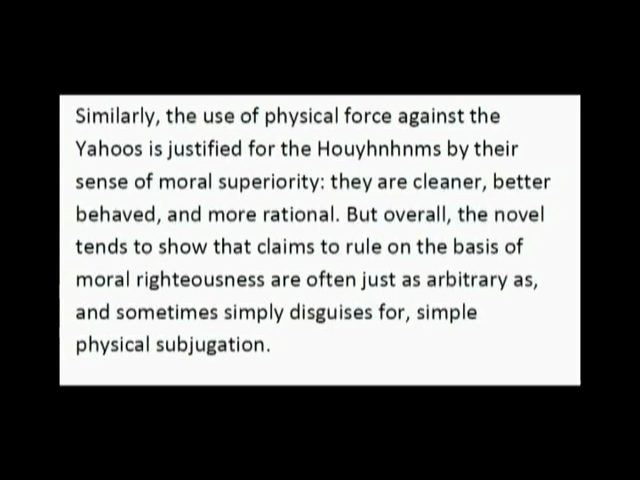 Similarly, the use of physical force against the
Yahoos is justified for the Houyhnhnms by their
sense of moral superiority: they are cleaner, better
behaved, and more rational. But overall, the novel
tends to show that claims to rule on the basis of
moral righteousness are often just as arbitrary as,
and sometimes simply disguises for, simple
physical subjugation.